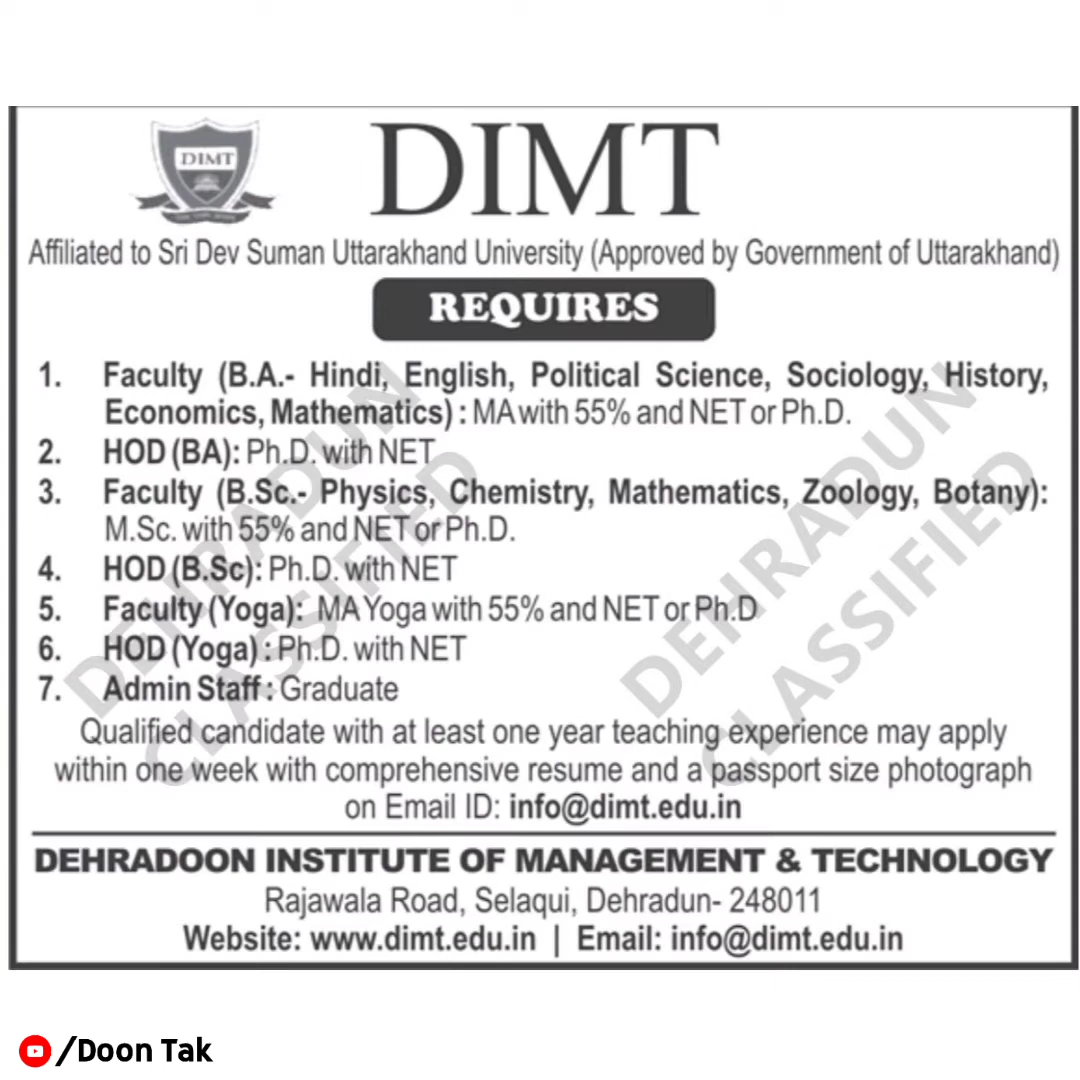 DIMT
DIMT
Affiliated to Sri Dev Suman Uttarakhand University (Approved by Government of Uttarakhand)
REQUIRES
1. Faculty (B.A.- Hindi, English, Political Science, Sociology, History,
Economics, Mathematics) : MA with 55% and NET or Ph.D.
2. HOD (BA): Ph.D. with NET
3. Faculty (B.Sc.- Physics, Chemistry, Mathematics, Zoology, Botany):
M.Sc. with 55% and NET or Ph.D.
4. HOD (B.Sc): Ph.D. with NET
5. Faculty (Yoga): MA Yoga with 55% and NET or Ph.D
6. HOD (Yoga) : Ph.D. with NET
7. Admin Staff : Graduate
Qualified candidate with at least one year teaching experience may apply
within one week with comprehensive resume and a passport size photograph
on Email ID: info@dimt.edu.in
DEHRADOON INSTITUTE OF MANAGEMENT & TECHNOLOGY
Rajawala Road, Selaqui, Dehradun- 248011
Website: www.dimt.edu.in | Email: info@dimt.edu.in
DEHRADUN
CLASSIFIED
DEHRADUN
CLASSIFIED
/Doon Tak